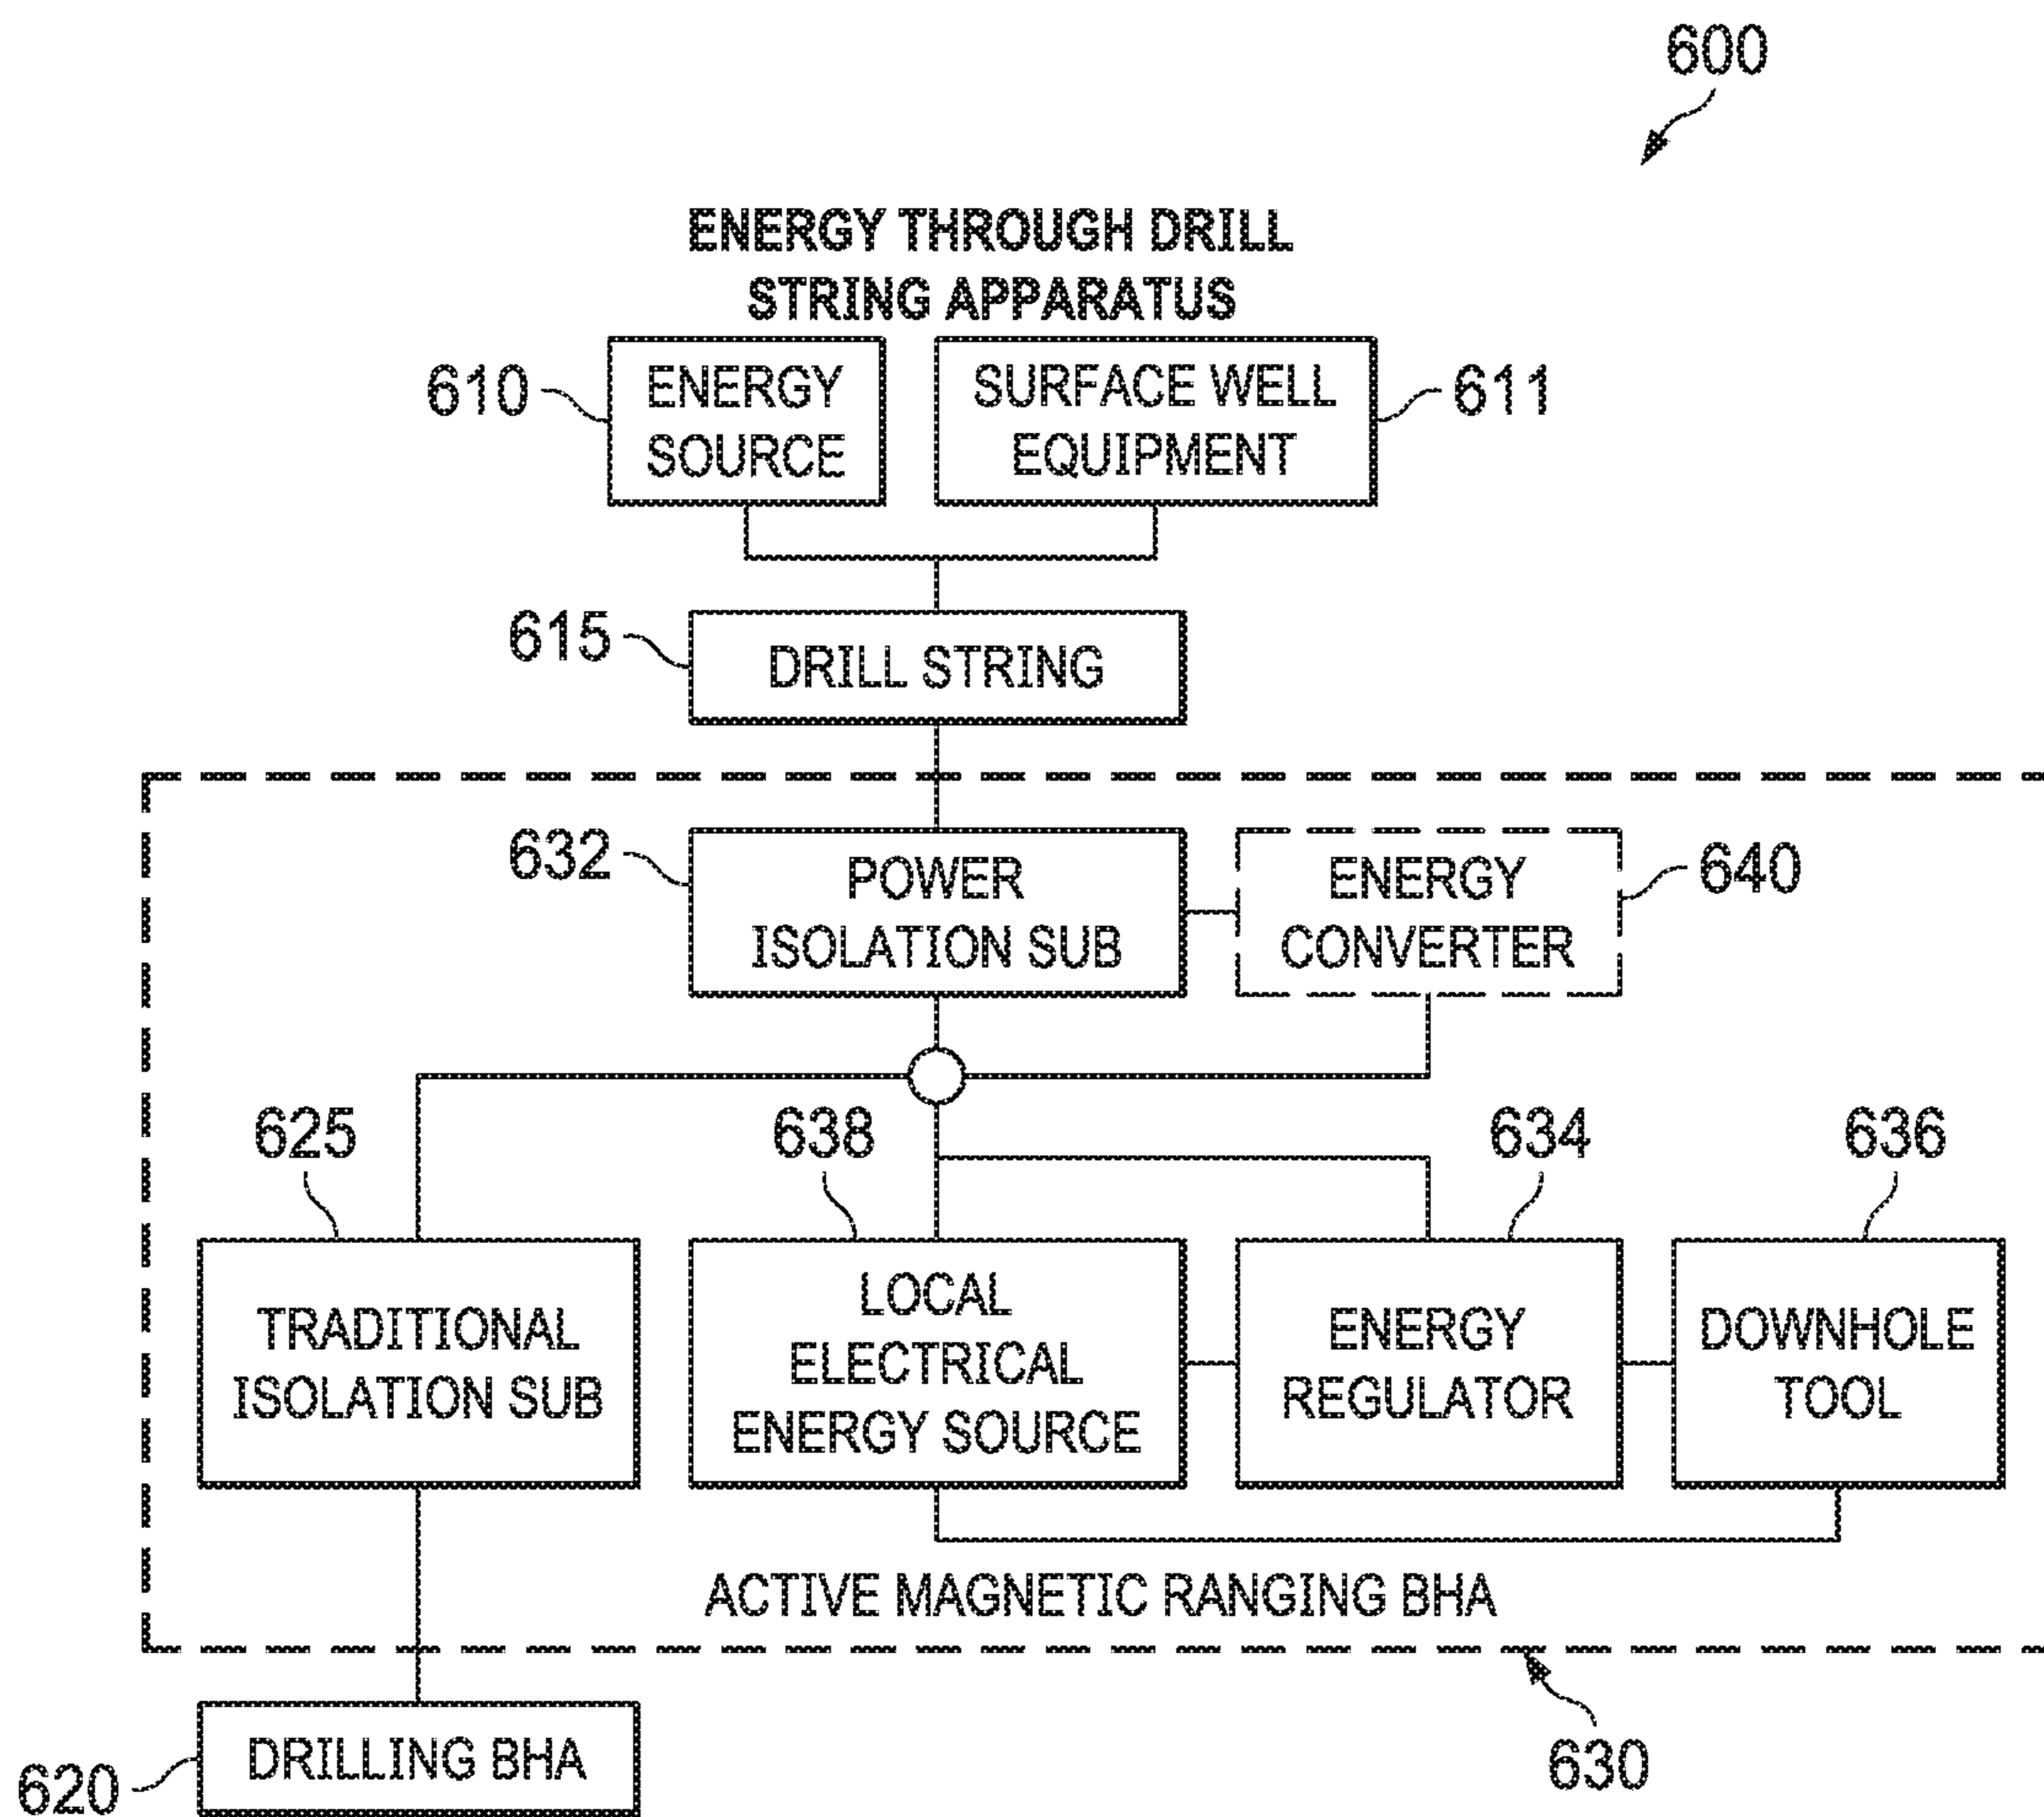 600
ENERGY THROUGH DRILL
STRING APPARATUS
610
ENERGY
SOURCE
SURFACE WELL
EQUIPMENT
611
615
DRILL STRING
632
POWER
ISOLATION SUB
ENERGY
CONVERTER
640
625
638
634
636
TRADITIONAL
ISOLATION SUB
LOCAL
ELECTRICAL
ENERGY SOURCE
ENERGY
REGULATOR
DOWNHOLE
TOOL
ACTIVE MAGNETIC RANGING BHA
630
620
DRILLING BHA